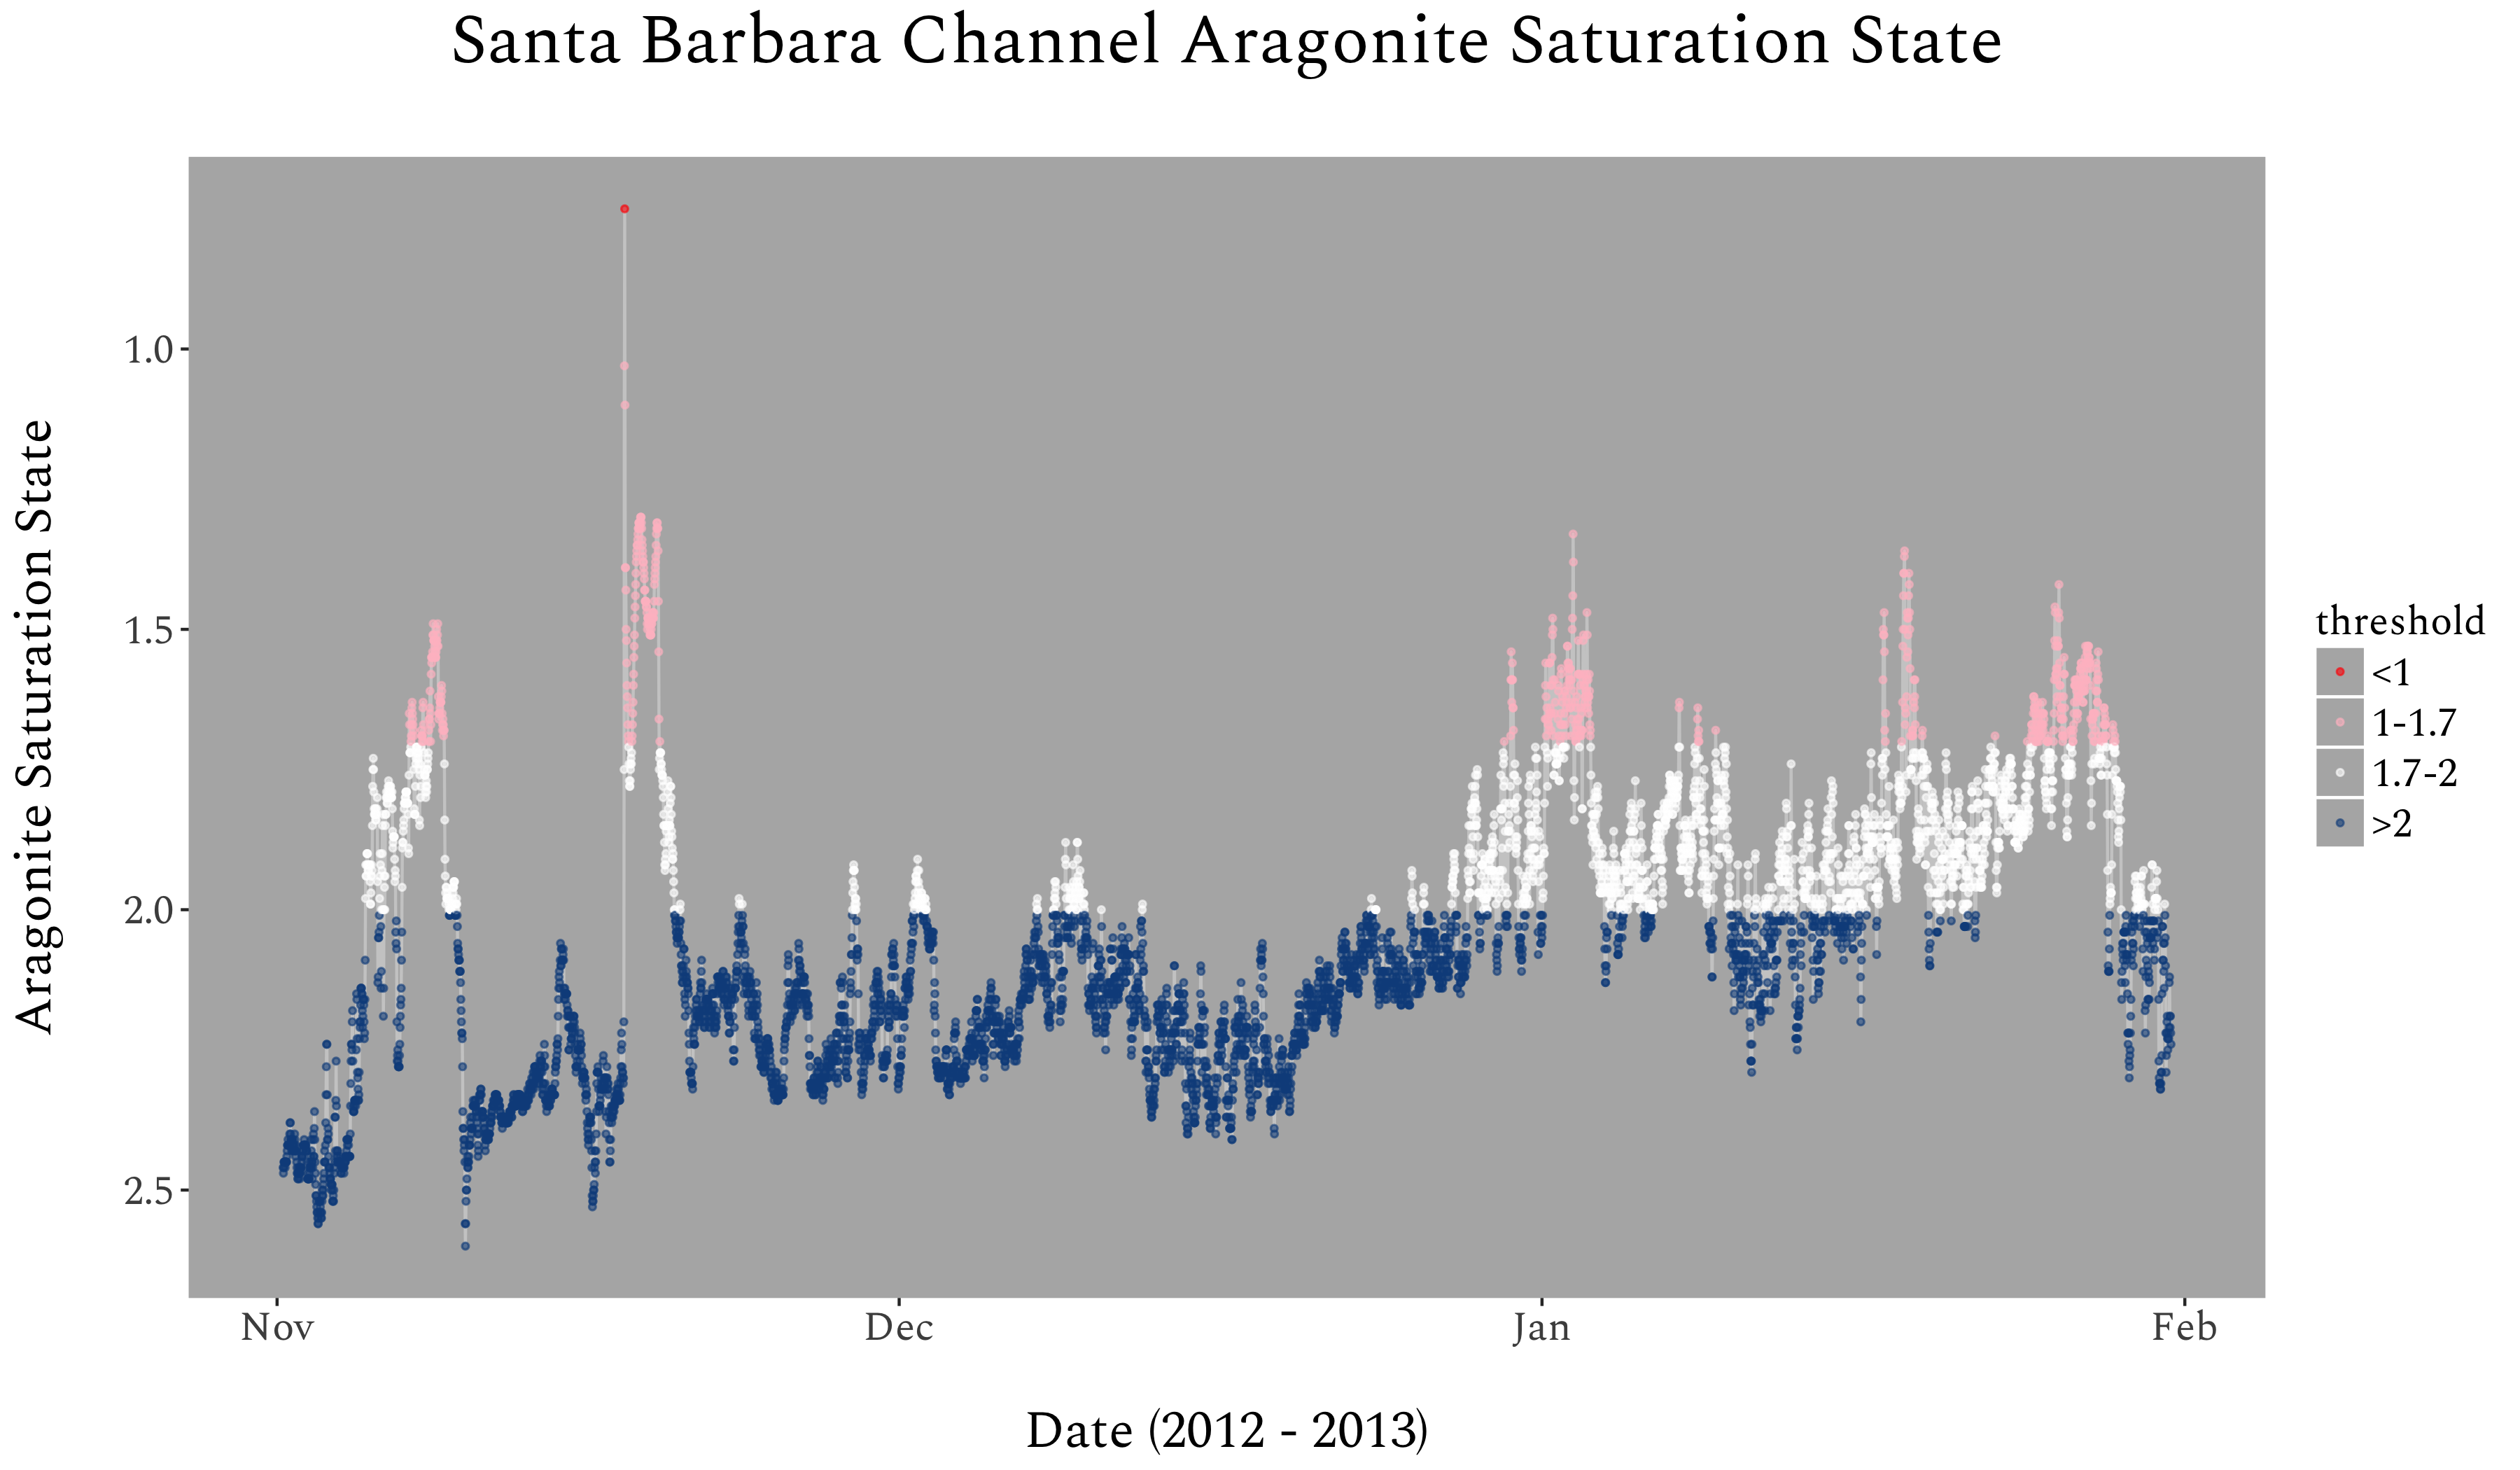 Santa Barbara Channel Aragonite Saturation State
Aragonite Saturation State
1.0
1.5
2.0
2.5
Nov
Dec
Jan
Feb
Date (2012 - 2013)
threshold
<1
1-1.7
1.7-2
>2